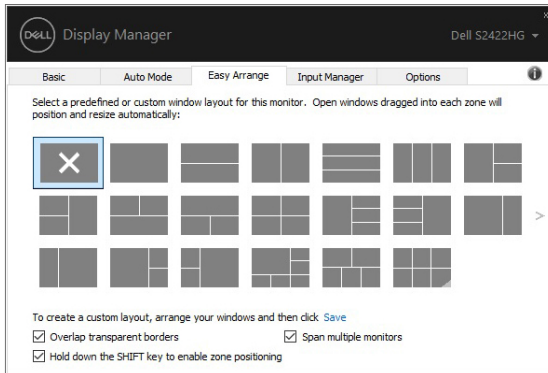 DELL Display Manager Dell S2422HG
Basic Auto Mode Easy Arrange Input Manager Options
Select a predefined or custom window layout for this monitor. Open windows dragged into each zone will
position and resize automatically:
To create a custom layout, arrange your windows and then click Save
Overlap transparent borders Span multiple monitors
Hold down the SHIFT key to enable zone positioning